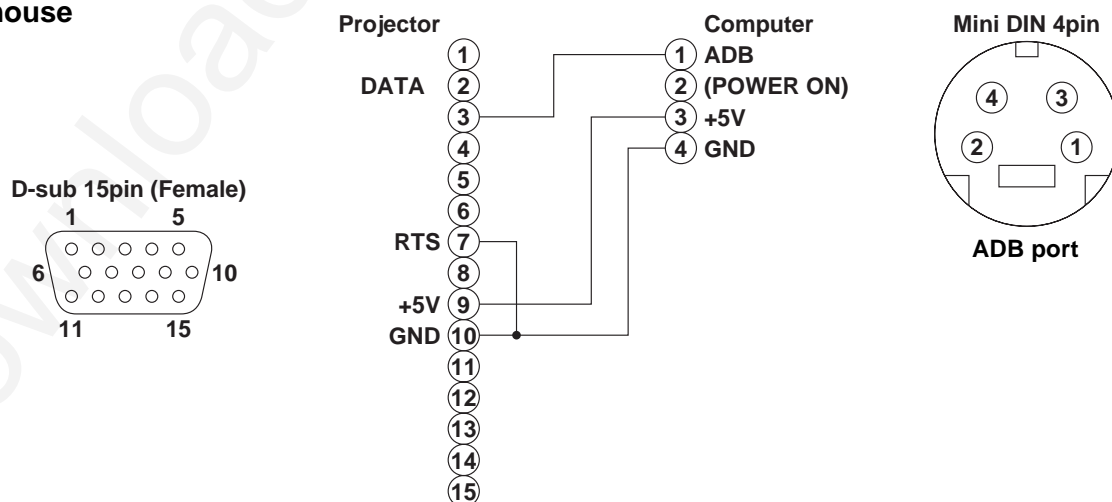 Projector
Computer
Mini DIN 4pin
1
DATA 2
3
4
5
6
RTS 7
8
+5V 9
GND 10
11
12
13
14
15
1 ADB
2 (POWER ON)
3 +5V
4 GND
D-sub 15pin (Female)
1 5
6 10
11 15
4 3
2 1
ADB port